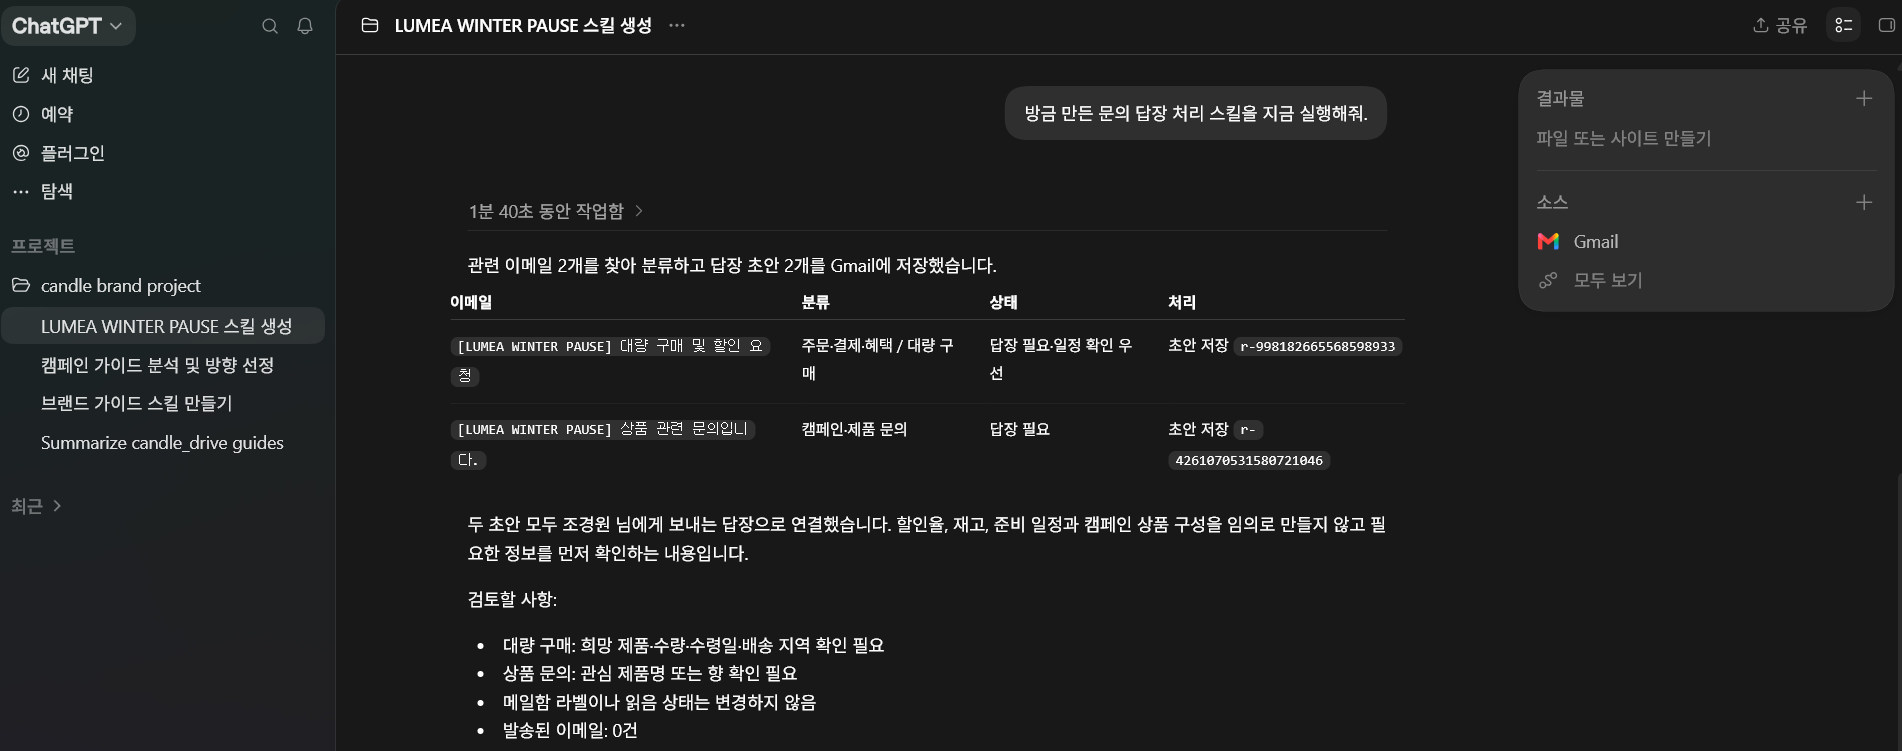 ChatGPT
새 채팅
예약
플러그인
탐색
프로젝트
candle brand project
LUMEA WINTER PAUSE 스킬 생성
캠페인 가이드 분석 및 방향 선정
브랜드 가이드 스킬 만들기
Summarize candle_drive guides
최근
LUMEA WINTER PAUSE 스킬 생성
공유
방금 만든 문의 답장 처리 스킬을 지금 실행해줘.
1분 40초 동안 작업함
관련 이메일 2개를 찾아 분류하고 답장 초안 2개를 Gmail에 저장했습니다.
이메일 분류 상태 처리
[LUMEA WINTER PAUSE] 대량 구매 및 할인 요 주문·결제·혜택 / 대량 구 답장 필요·일정 확인 우 초안 저장 r-998182665568598933
청 매 선
[LUMEA WINTER PAUSE] 상품 관련 문의입니 캠페인·제품 문의 답장 필요 초안 저장 r-
다. 4261070531580721046
두 초안 모두 조경원 님에게 보내는 답장으로 연결했습니다. 할인율, 재고, 준비 일정과 캠페인 상품 구성을 임의로 만들지 않고 필
요한 정보를 먼저 확인하는 내용입니다.
검토할 사항:
• 대량 구매: 희망 제품·수량·수령일·배송 지역 확인 필요
• 상품 문의: 관심 제품명 또는 향 확인 필요
• 메일함 라벨이나 읽음 상태는 변경하지 않음
• 발송된 이메일: 0건
결과물
파일 또는 사이트 만들기
소스
Gmail
모두 보기